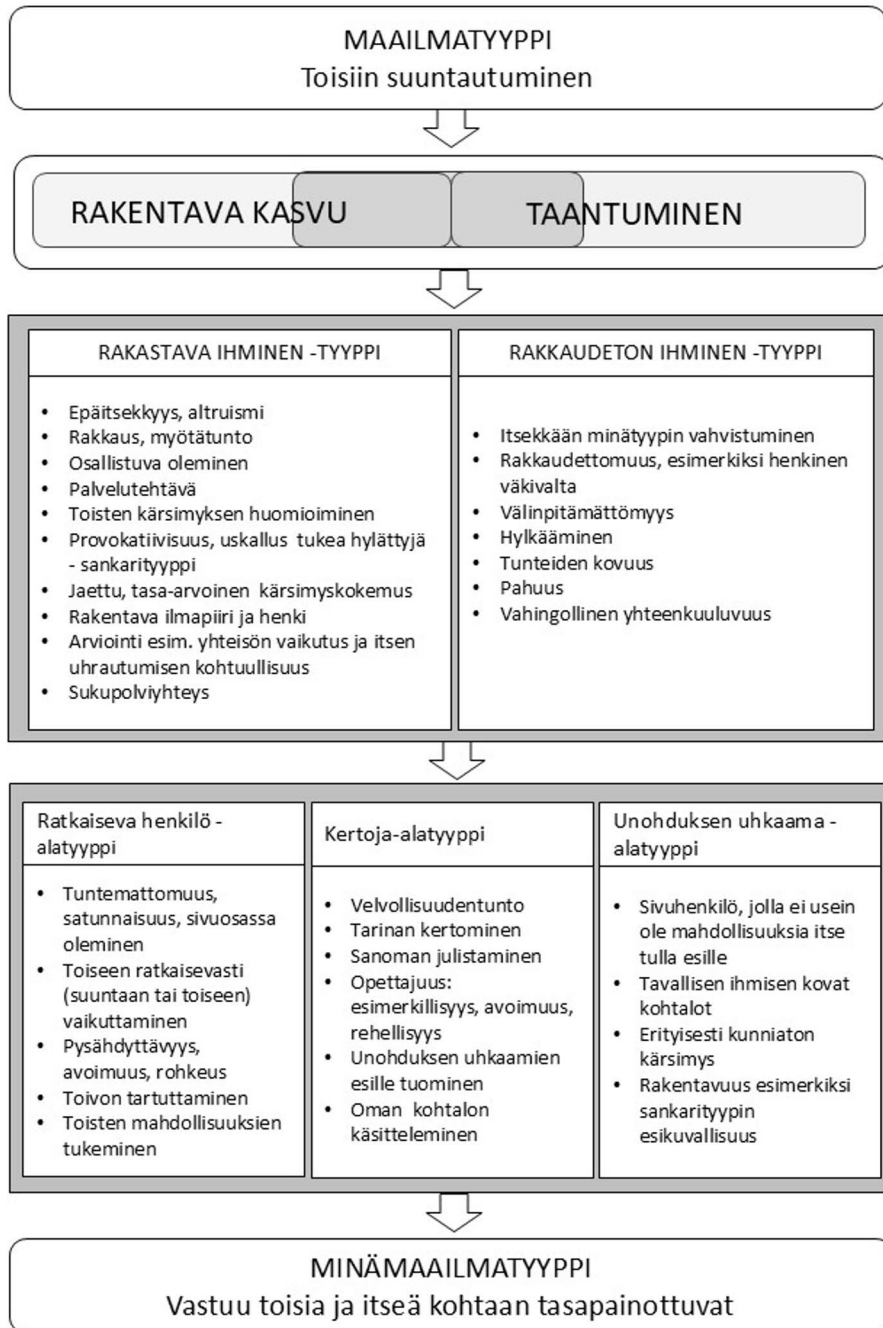 MAAILMATYYPPI
Toisiin suuntautuminen
RAKENTAVA KASVU
TAANTUMINEN
RAKASTAVA IHMINEN -TYYPPI
• Epäitsekkyys, altruismi
• Rakkaus, myötätunto
• Osallistuva oleminen
• Palvelutehtävä
• Toisten kärsimyksen huomioiminen
• Provokatiivisuus, uskallus tukea hylättyjä
- sankarityyppi
• Jaettu, tasa-arvoinen kärsimyskokemus
• Rakentava ilmapiiri ja henki
• Arviointi esim. yhteisön vaikutus ja itsen
uhrautumisen kohtuullisuus
• Sukupolviyhteys
RAKKAUDETON IHMINEN -TYYPPI
• Itsekkään minätyypin vahvistuminen
• Rakkaudettomuus, esimerkiksi henkinen
väkivalta
• Välinpitämättömyys
• Hylkääminen
• Tunteiden kovuus
• Pahuus
• Vahingollinen yhteenkuuluvuus
Ratkaiseva henkilö -
alatyyppi
• Tuntemattomuus,
satunnaisuus, sivuosassa
oleminen
• Toiseen ratkaisevasti
(suuntaan tai toiseen)
vaikuttaminen
• Pysähdyttävyys,
avoimuus, rohkeus
• Toivon tartuttaminen
• Toisten mahdollisuuksien
tukeminen
Kertoja-alatyyppi
• Velvollisuudentunto
• Tarinan kertominen
• Sanoman julistaminen
• Opettajuus:
esimerkillisyys, avoimuus,
rehellisyys
• Unohduksen uhkaamien
esille tuominen
• Oman kohtalon
käsitteleminen
Unohduksen uhkaama -
alatyyppi
• Sivuhenkilö, jolla ei usein
ole mahdollisuuksia itse
tulla esille
• Tavallisen ihmisen kovat
kohtalot
• Erityisesti kunniaton
kärsimys
• Rakentavuus esimerkiksi
sankarityypin
esikuvallisuus
MINÄMAAILMATYYPPI
Vastuu toisia ja itseä kohtaan tasapainottuvat